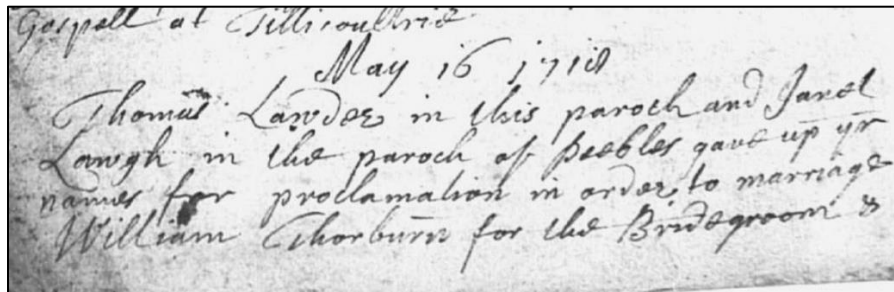 Gospell at Tillicoultrie
May 16 1718
Thomas Lawder in this paroch and Janet
Lawgh in the paroch of Peebles gave up yr
names for proclamation in order to marriage
William Thorburn for the Bridegroom &